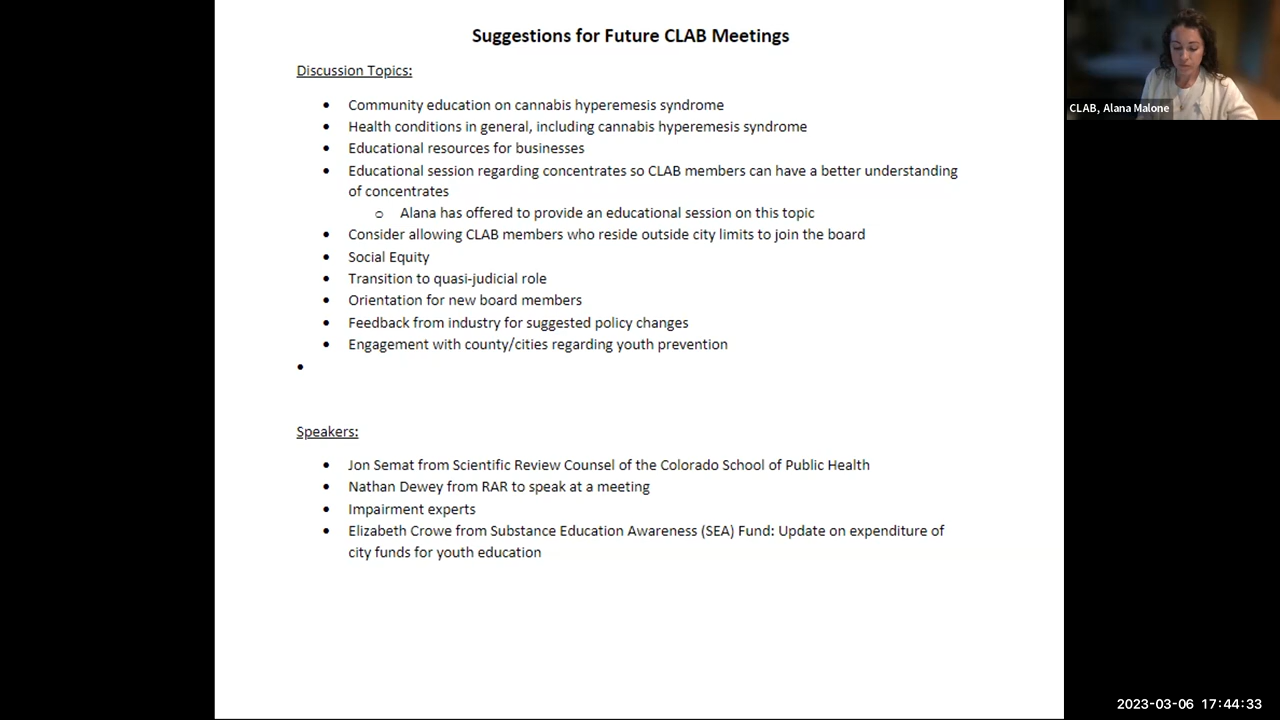 Suggestions for Future CLAB Meetings
Discussion Topics:
• Community education on cannabis hyperemesis syndrome
• Health conditions in general, including cannabis hyperemesis syndrome
• Educational resources for businesses
• Educational session regarding concentrates so CLAB members can have a better understanding
of concentrates
o Alana has offered to provide an educational session on this topic
• Consider allowing CLAB members who reside outside city limits to join the board
• Social Equity
• Transition to quasi-judicial role
• Orientation for new board members
• Feedback from industry for suggested policy changes
• Engagement with county/cities regarding youth prevention
•
Speakers:
• Jon Semat from Scientific Review Counsel of the Colorado School of Public Health
• Nathan Dewey from RAR to speak at a meeting
• Impairment experts
• Elizabeth Crowe from Substance Education Awareness (SEA) Fund: Update on expenditure of
city funds for youth education
CLAB, Alana Malone
2023-03-06 17:44:33